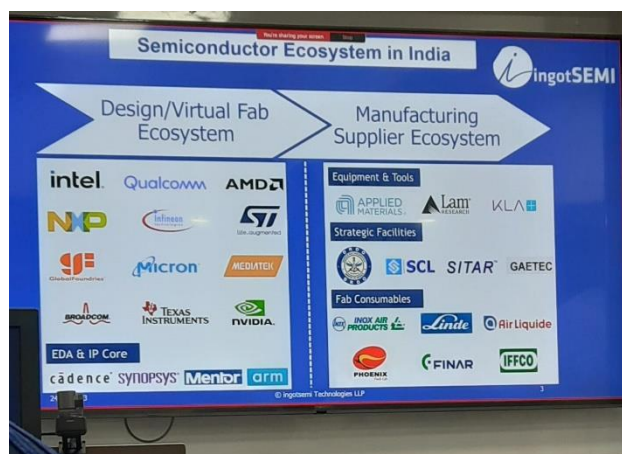 You're sharing your screen. Stop
Semiconductor Ecosystem in India
ingotSEMI
Design/Virtual Fab
Ecosystem
Manufacturing
Supplier Ecosystem
intel.
Qualcomm
AMD
NXP
Infineon
technologies
ST
life.augmented
GF
GlobalFoundries
Micron
MEDIATEK
BROADCOM
TEXAS
INSTRUMENTS
NVIDIA.
EDA & IP Core
cādence
SYNOPSYS
Mentor
arm
Equipment & Tools
APPLIED
MATERIALS
Lam
RESEARCH
KLA
Strategic Facilities
SCL
SITAR
GAETEC
Fab Consumables
INOX
INOX AIR
PRODUCTS
Linde
Air Liquide
PHOENIX
FINAR
IFFCO
© ingotsemi Technologies LLP
3